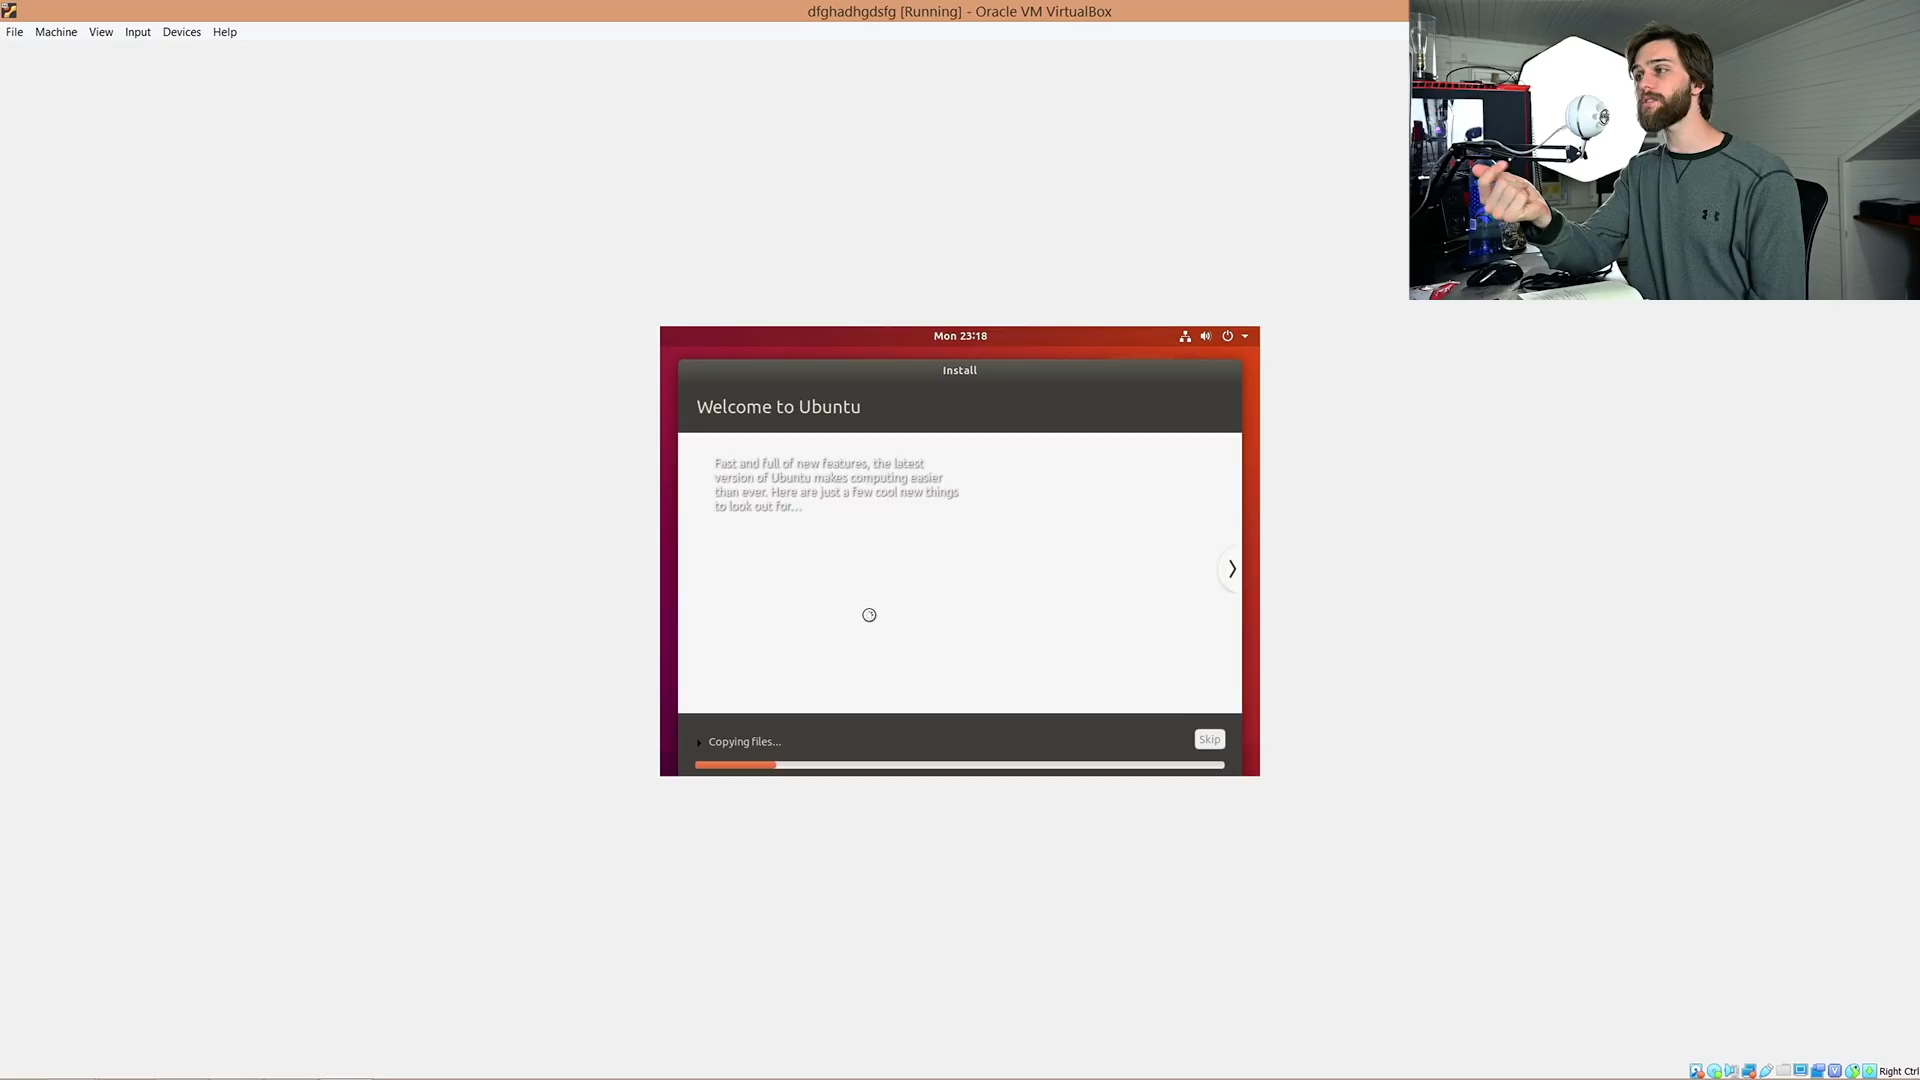 dfghadhgdsfg [Running] - Oracle VM VirtualBox
File Machine View Input Devices Help
Mon 23:18
Install
Welcome to Ubuntu
Fast and full of new features, the latest
version of Ubuntu makes computing easier
than ever. Here are just a few cool new things
to look out for...
Copying files...
Skip
Right Ctrl